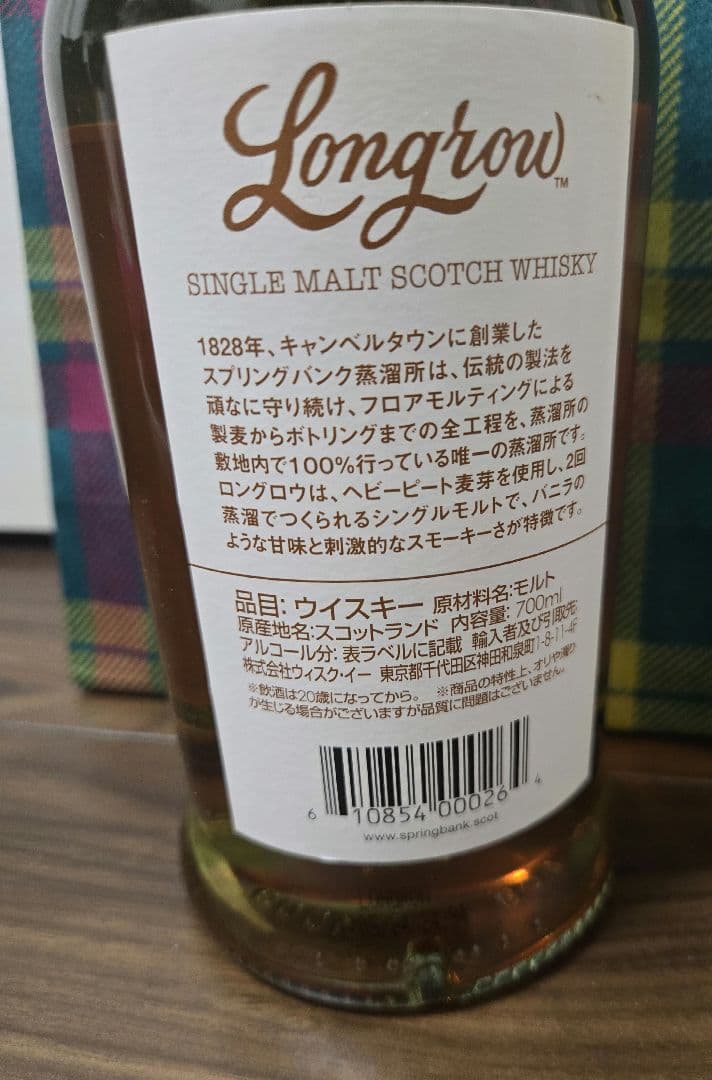 Longrow™
SINGLE MALT SCOTCH WHISKY
1828年、キャンベルタウンに創業した
スプリングバンク蒸溜所は、伝統の製法を
頑なに守り続け、フロアモルティングによる
製麦からボトリングまでの全工程を、蒸溜所の
敷地内で100%行っている唯一の蒸溜所です。
ロングロウは、ヘビーピート麦芽を使用し、2回
蒸溜でつくられるシングルモルトで、バニラの
ような甘味と刺激的なスモーキーさが特徴です。
品目: ウイスキー 原材料名:モルト
原産地名:スコットランド 内容量: 700ml
アルコール分: 表ラベルに記載 輸入者及び引取先:
株式会社ウィスク・イー 東京都千代田区神田和泉町1-8-11-4F
※飲酒は20歳になってから。 ※商品の特性上、オリや濁り
が生じる場合がございますが品質に問題はございません。
6 10854 00026 4
www.springbank.scot